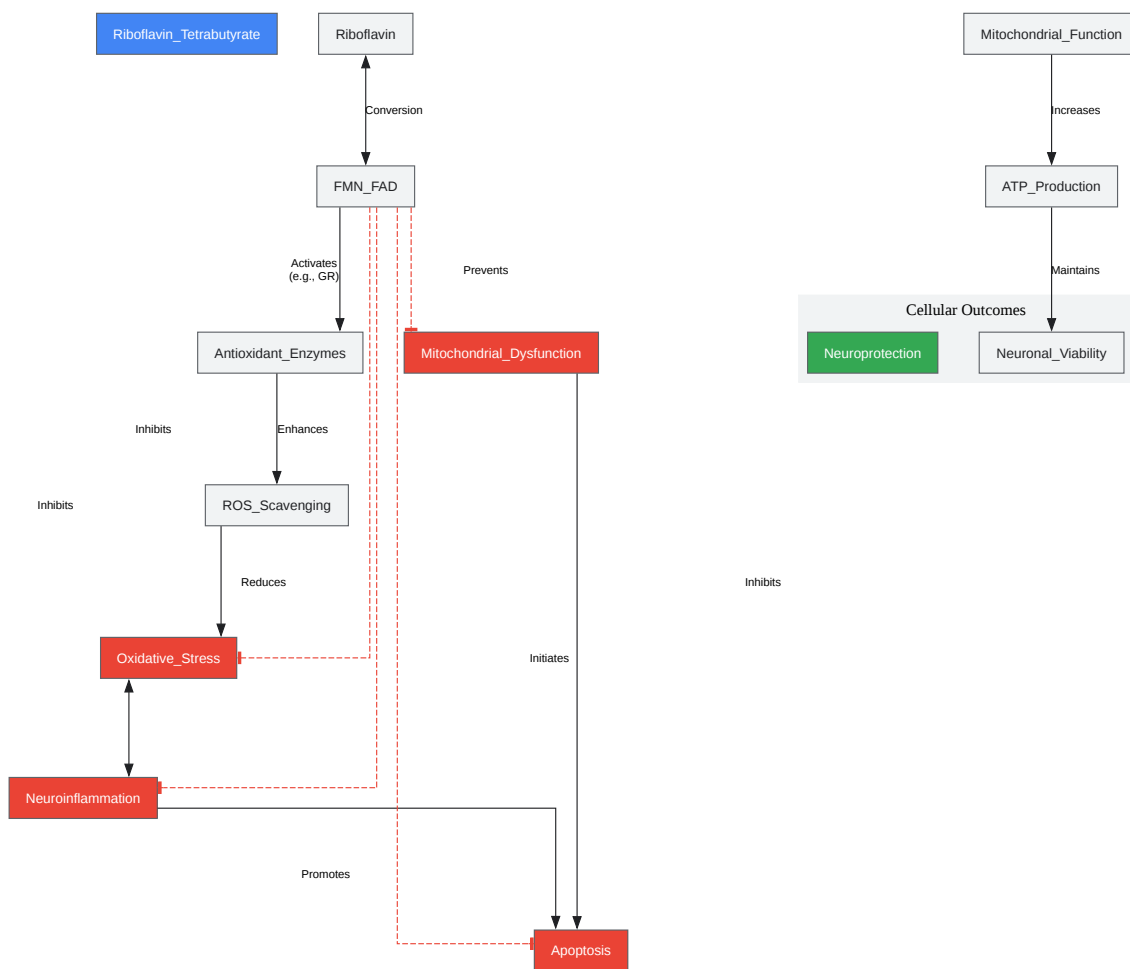 Riboflavin_Tetrabutyrate
Riboflavin
Mitochondrial_Function
Conversion
Increases
FMN_FAD
ATP_Production
Activates
(e.g., GR)
Prevents
Maintains
Cellular Outcomes
Antioxidant_Enzymes
Mitochondrial_Dysfunction
Neuroprotection
Neuronal_Viability
Inhibits
Enhances
Inhibits
ROS_Scavenging
Reduces
Inhibits
Oxidative_Stress
Initiates
Neuroinflammation
Promotes
Apoptosis